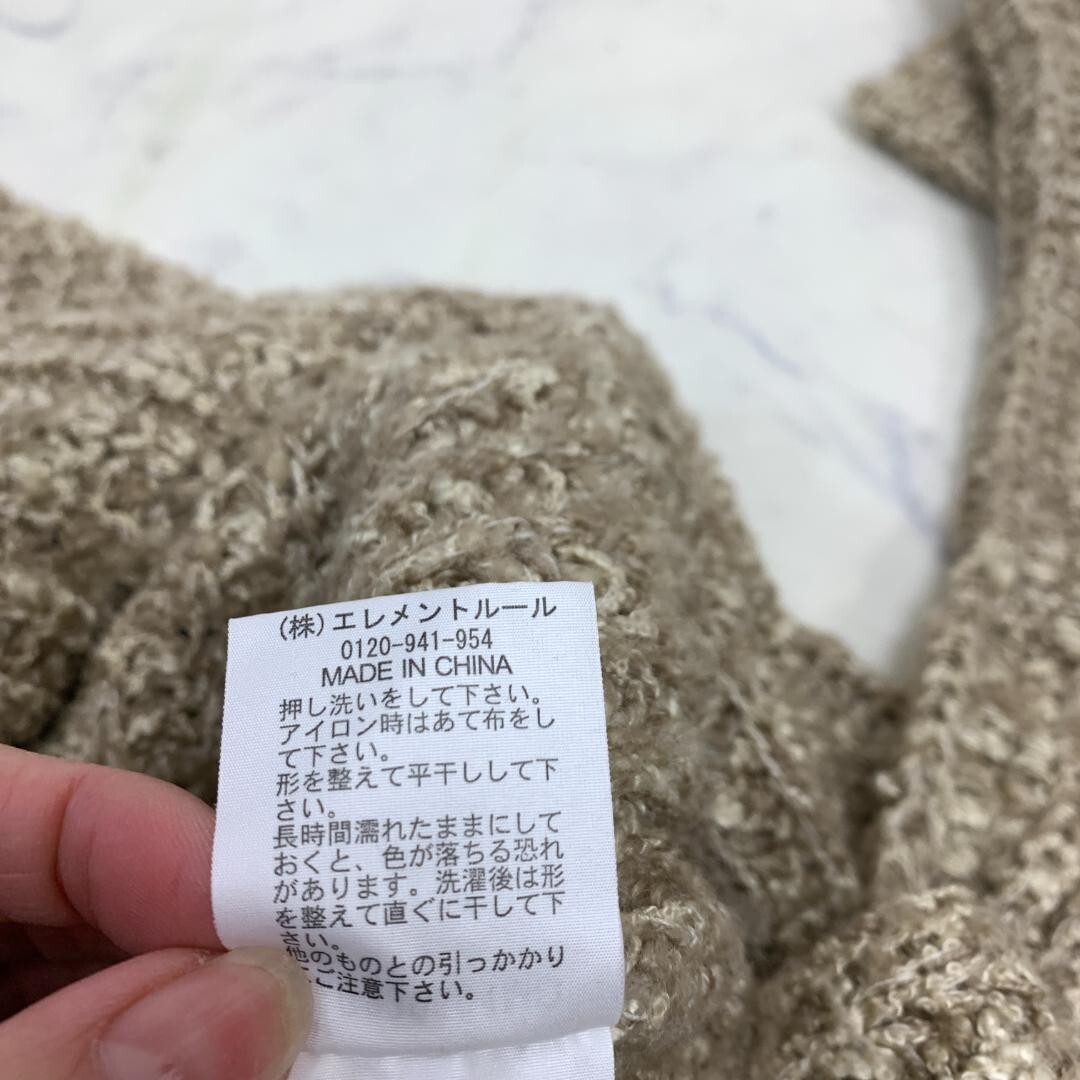 (株)エレメントルール
0120-941-954
MADE IN CHINA
押し洗いをして下さい。
アイロン時はあて布をし
て下さい。
形を整えて平干しして下
さい。
長時間濡れたままにして
おくと、色が落ちる恐れ
があります。洗濯後は形
を整えて直ぐに干して下
さい。
他のものとの引っかかり
ご注意下さい。